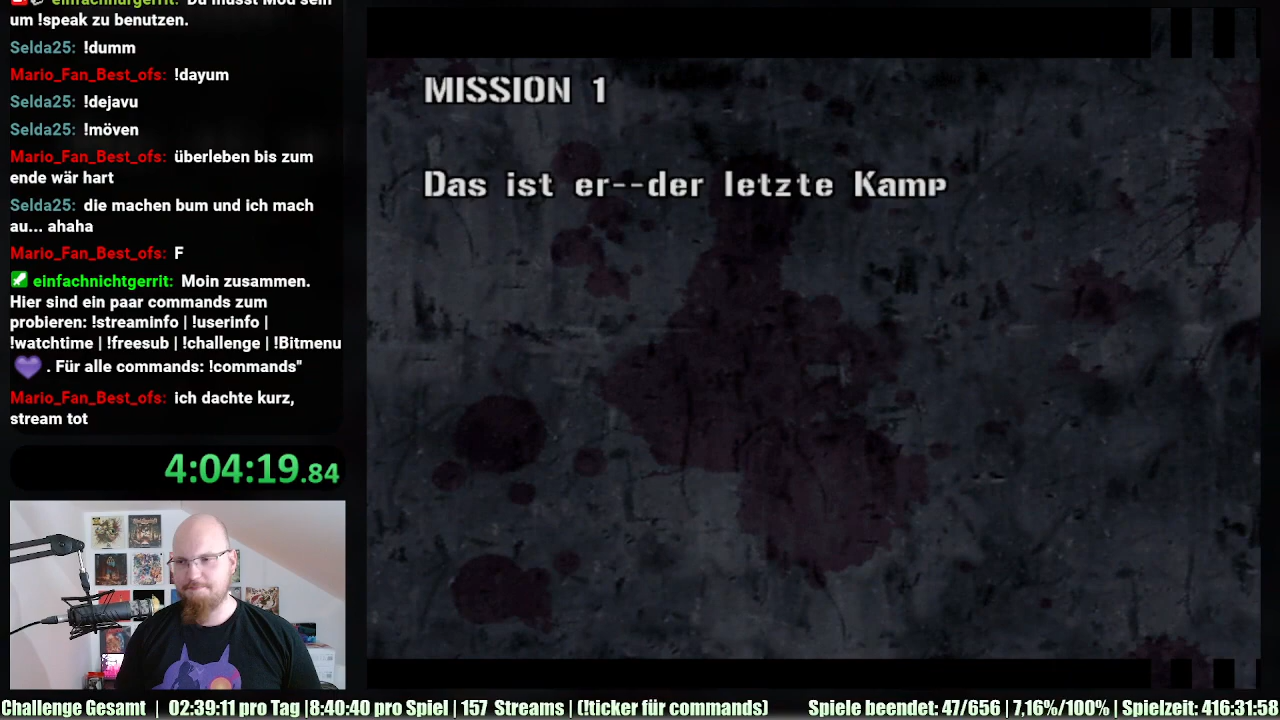 um !speak zu benutzen.
Selda25: !dumm
Mario_Fan_Best_ofs: !dayum
Selda25: !dejavu
Selda25: !möven
Mario_Fan_Best_ofs: überleben bis zum
ende wär hart
Selda25: die machen bum und ich mach
au... ahaha
Mario_Fan_Best_ofs: F
einfachnichtgerrit: Moin zusammen.
Hier sind ein paar commands zum
probieren: !streaminfo | !userinfo |
!watchtime | !freesub | !challenge | !Bitmenu
. Für alle commands: !commands"
Mario_Fan_Best_ofs: ich dachte kurz,
stream tot
4:04:19.84
MISSION 1
Das ist er--der letzte Kamp
Challenge Gesamt | 02:39:11 pro Tag |8:40:40 pro Spiel | 157 Streams | (!ticker für commands)
Spiele beendet: 47/656 | 7,16%/100% | Spielzeit: 416:31:58